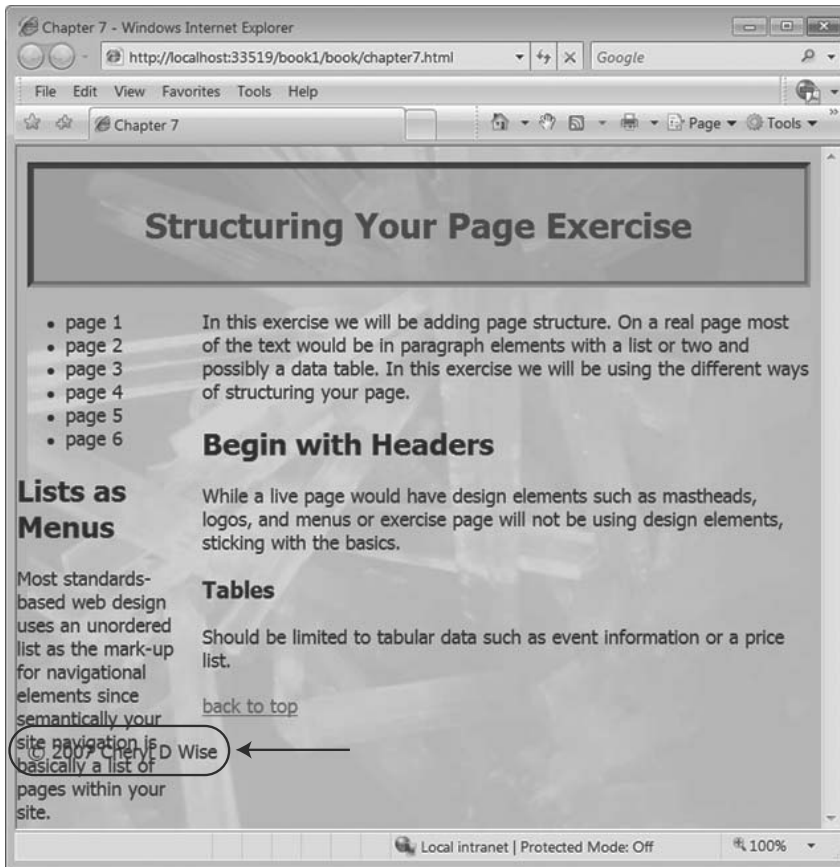 Chapter 7 - Windows Internet Explorer
http://localhost:33519/book1/book/chapter7.html
Google
File Edit View Favorites Tools Help
Chapter 7
Page Tools »
Structuring Your Page Exercise
• page 1
• page 2
• page 3
• page 4
• page 5
• page 6
Lists as
Menus
Most standards-
based web design
uses an unordered
list as the mark-up
for navigational
elements since
semantically your
site navigation is
basically a list of
pages within your
site.
In this exercise we will be adding page structure. On a real page most
of the text would be in paragraph elements with a list or two and
possibly a data table. In this exercise we will be using the different ways
of structuring your page.
Begin with Headers
While a live page would have design elements such as mastheads,
logos, and menus or exercise page will not be using design elements,
sticking with the basics.
Tables
Should be limited to tabular data such as event information or a price
list.
back to top
© 2007 Cheryl D Wise
Local intranet | Protected Mode: Off
100%